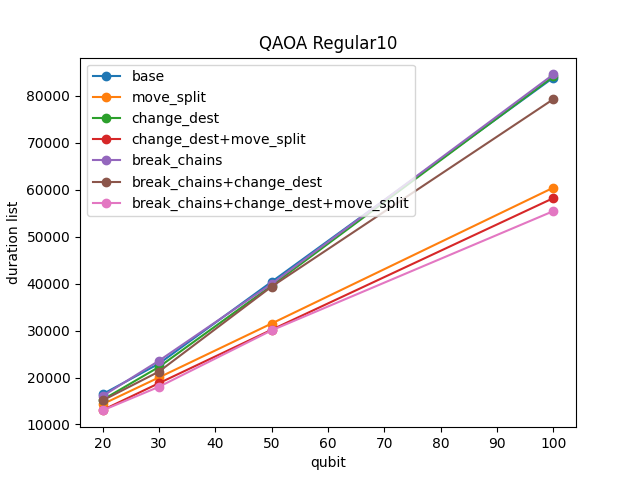 QAOA Regular10
base
move_split
change_dest
change_dest+move_split
break_chains
break_chains+change_dest
break_chains+change_dest+move_split
duration list
80000
70000
60000
50000
40000
30000
20000
10000
20 30 40 50 60 70 80 90 100
qubit